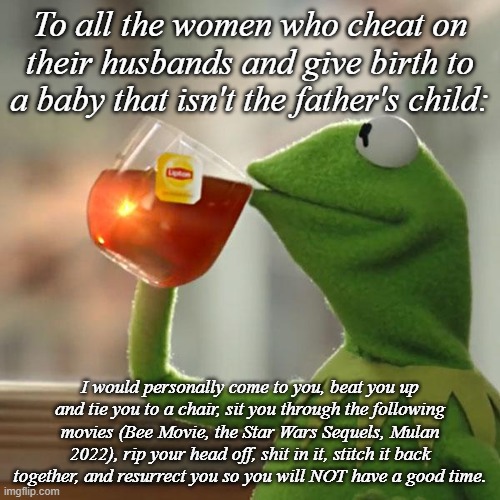 To all the women who cheat on
their husbands and give birth to
a baby that isn't the father's child:
Lipton
I would personally come to you, beat you up
and tie you to a chair, sit you through the following
movies (Bee Movie, the Star Wars Sequels, Mulan
2022), rip your head off, shit in it, stitch it back
together, and resurrect you so you will NOT have a good time.
imgflip.com